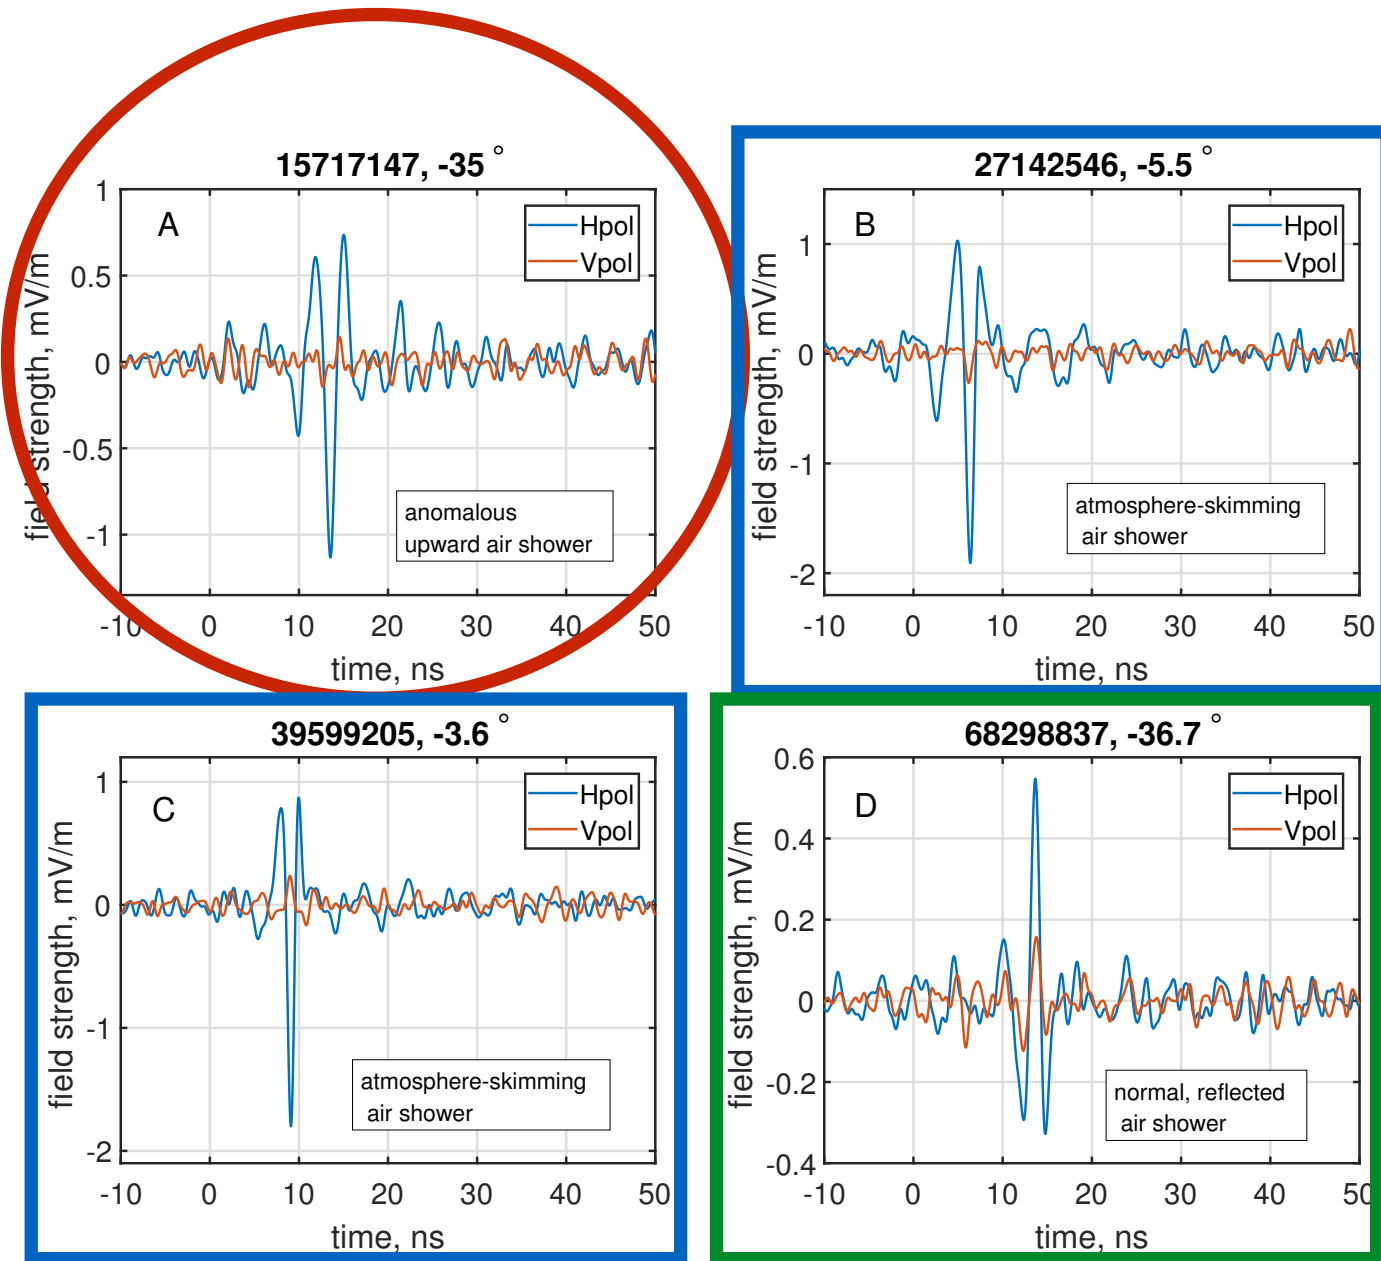 15717147, -35 °
A
Hpol
Vpol
1
0.5
0
-0.5
-1
field strength, mV/m
anomalous
upward air shower
-10 0 10 20 30 40 50
time, ns
27142546, -5.5 °
B
Hpol
Vpol
1
0
-1
-2
field strength, mV/m
atmosphere-skimming
air shower
-10 0 10 20 30 40 50
time, ns
39599205, -3.6 °
C
Hpol
Vpol
1
0
-1
-2
field strength, mV/m
atmosphere-skimming
air shower
-10 0 10 20 30 40 50
time, ns
68298837, -36.7 °
D
Hpol
Vpol
0.6
0.4
0.2
0
-0.2
-0.4
field strength, mV/m
normal, reflected
air shower
-10 0 10 20 30 40 50
time, ns